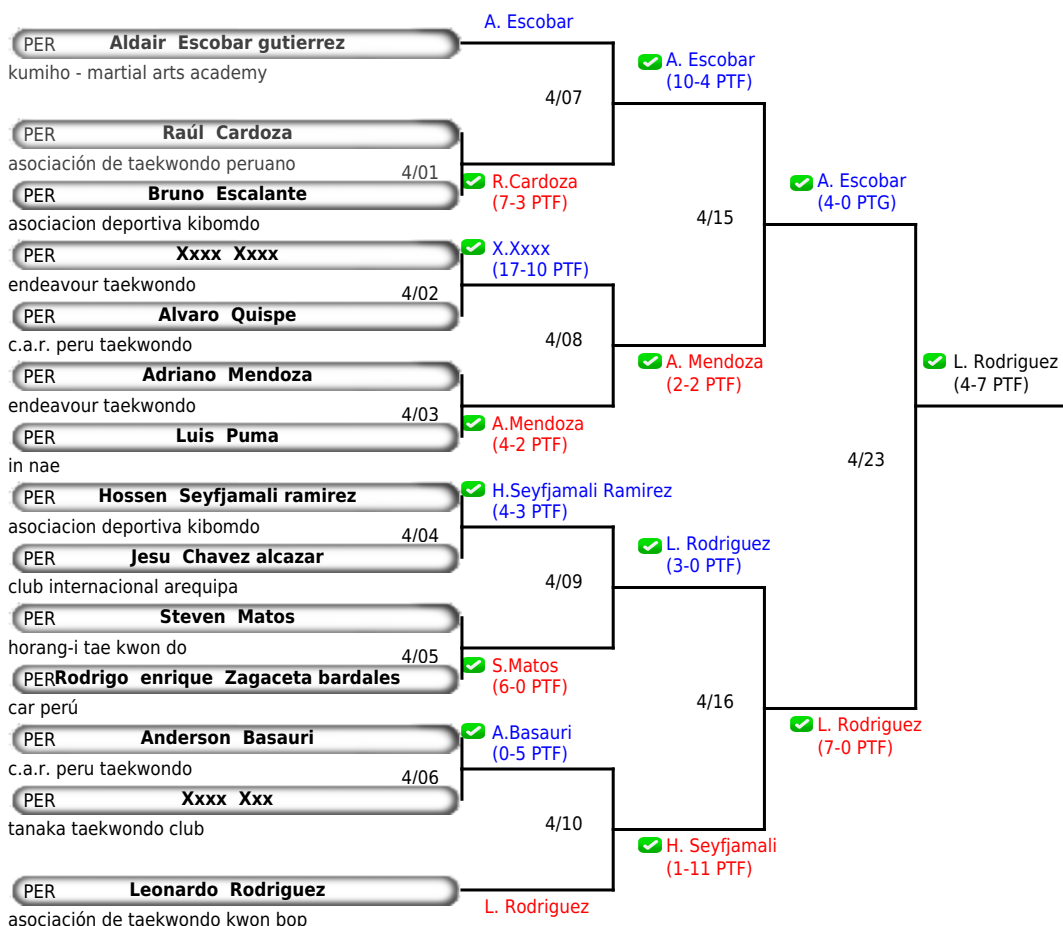 A. Escobar
PER Aldair Escobar gutierrez
kumiho - martial arts academy
A. Escobar
(10-4 PTF)
4/07
PER Raúl Cardoza
asociación de taekwondo peruano
4/01
R.Cardoza
(7-3 PTF)
PER Bruno Escalante
asociacion deportiva kibomdo
A. Escobar
(4-0 PTG)
4/15
PER Xxxx Xxxx
endeavour taekwondo
X.Xxxx
(17-10 PTF)
4/02
PER Alvaro Quispe
c.a.r. peru taekwondo
4/08
PER Adriano Mendoza
endeavour taekwondo
A. Mendoza
(2-2 PTF)
L. Rodriguez
(4-7 PTF)
4/03
A.Mendoza
(4-2 PTF)
PER Luis Puma
in nae
4/23
PER Hossen Seyfjamali ramirez
asociacion deportiva kibomdo
H.Seyfjamali Ramirez
(4-3 PTF)
4/04
PER Jesu Chavez alcazar
club internacional arequipa
L. Rodriguez
(3-0 PTF)
4/09
PER Steven Matos
horang-i tae kwon do
4/05
S.Matos
(6-0 PTF)
PER Rodrigo enrique Zagaceta bardales
car perú
4/16
PER Anderson Basauri
c.a.r. peru taekwondo
A.Basauri
(0-5 PTF)
L. Rodriguez
(7-0 PTF)
4/06
PER Xxxx Xxx
tanaka taekwondo club
4/10
H. Seyfjamali
(1-11 PTF)
PER Leonardo Rodriguez
L. Rodriguez
asociación de taekwondo kwon bop